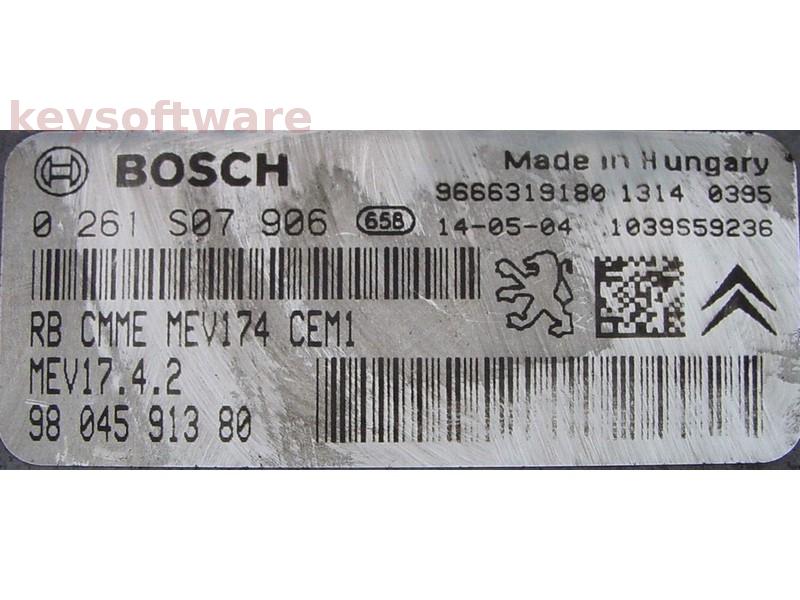 keysoftware
BOSCH
Made in Hungary
9666319180 1314 0395
0 261 S07 906 658 14-05-04 1039S59236
RB CMME MEV174 CEM1
MEV17.4.2
98 045 913 80